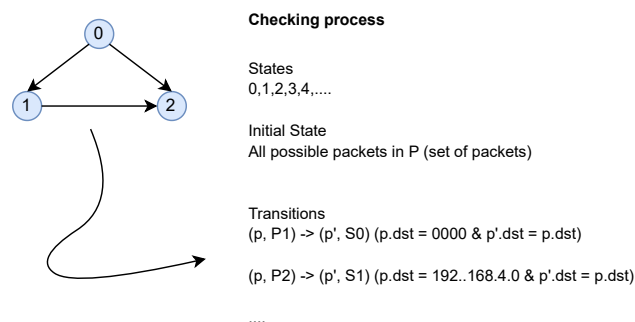 0
1
2
Checking process
States
0,1,2,3,4,....
Initial State
All possible packets in P (set of packets)
Transitions
(p, P1) -> (p', S0) (p.dst = 0000 & p'.dst = p.dst)
(p, P2) -> (p', S1) (p.dst = 192..168.4.0 & p'.dst = p.dst)
....